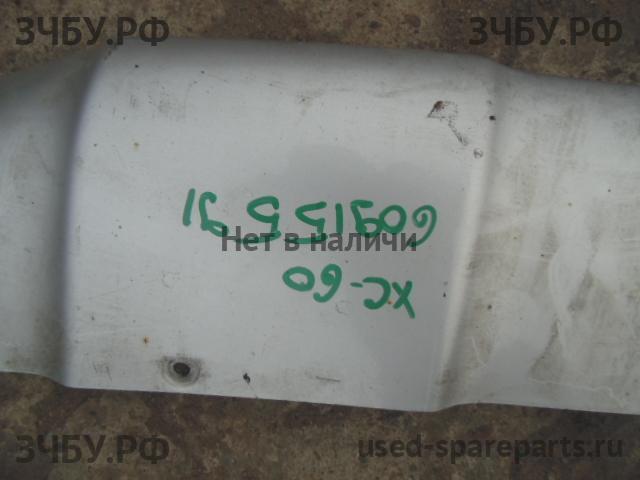 ЗЧБУ.РФ
ЗЧБУ.РФ
Нет в наличи
XC-60
ЗЧБУ.РФ
used-spareparts.ru